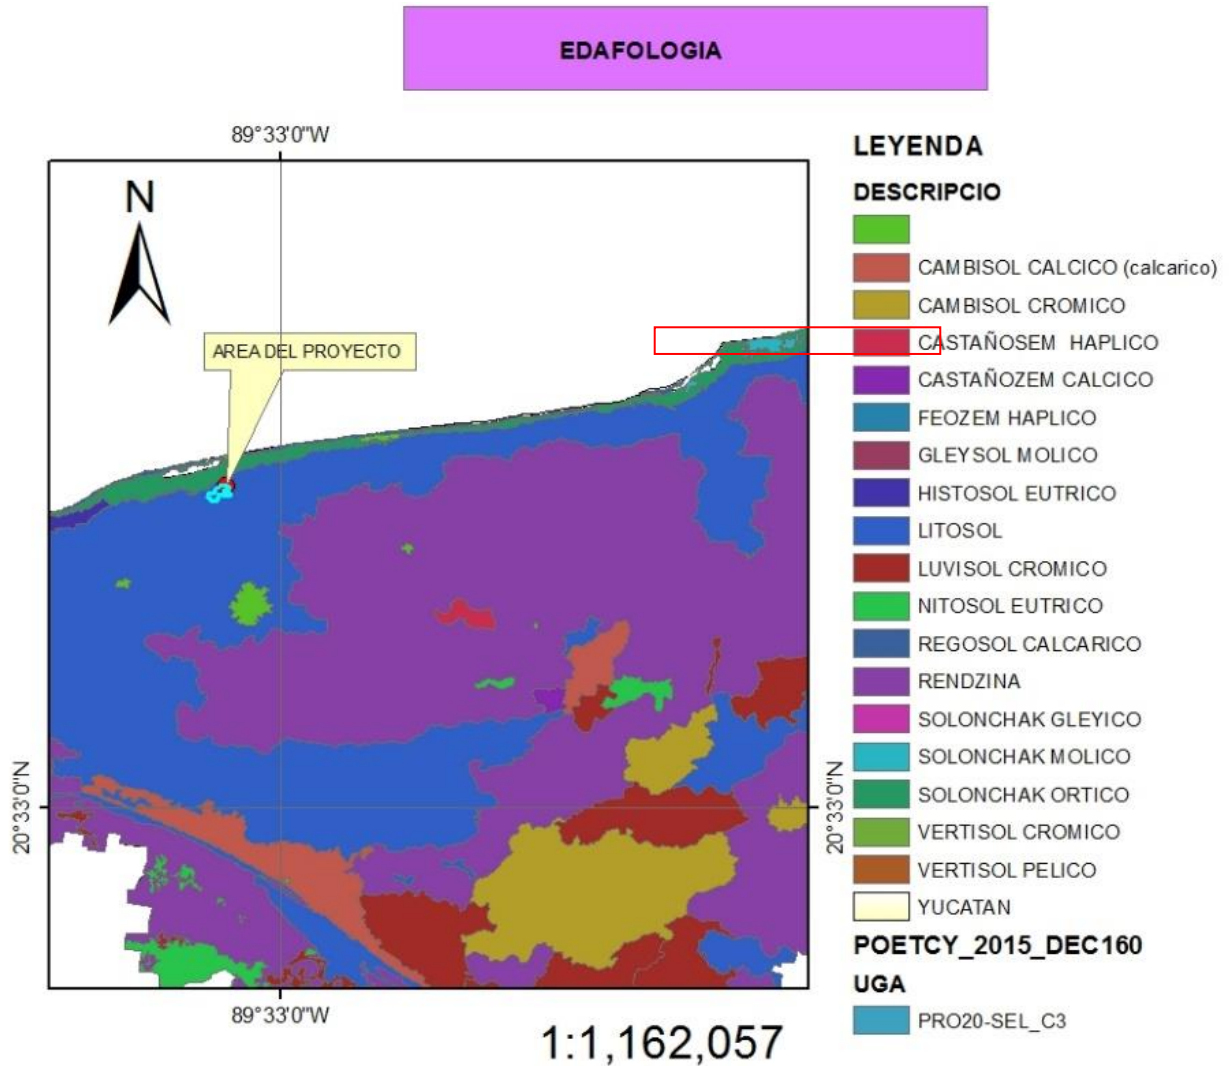 EDAFOLOGIA
89°33'0"W
N
AREA DEL PROYECTO
20°33'0"N
20°33'0"N
89°33'0"W
1:1,162,057
LEYENDA
DESCRIPCIO
CAMBISOL CALCICO (calcarico)
CAMBISOL CROMICO
CASTAÑOSEM HAPLICO
CASTAÑOZEM CALCICO
FEOZEM HAPLICO
GLEYSOL MOLICO
HISTOSOL EUTRICO
LITOSOL
LUVISOL CROMICO
NITOSOL EUTRICO
REGOSOL CALCARICO
RENDZINA
SOLONCHAK GLEYICO
SOLONCHAK MOLICO
SOLONCHAK ORTICO
VERTISOL CROMICO
VERTISOL PELICO
YUCATAN
POETCY_2015_DEC160
UGA
PRO20-SEL_C3